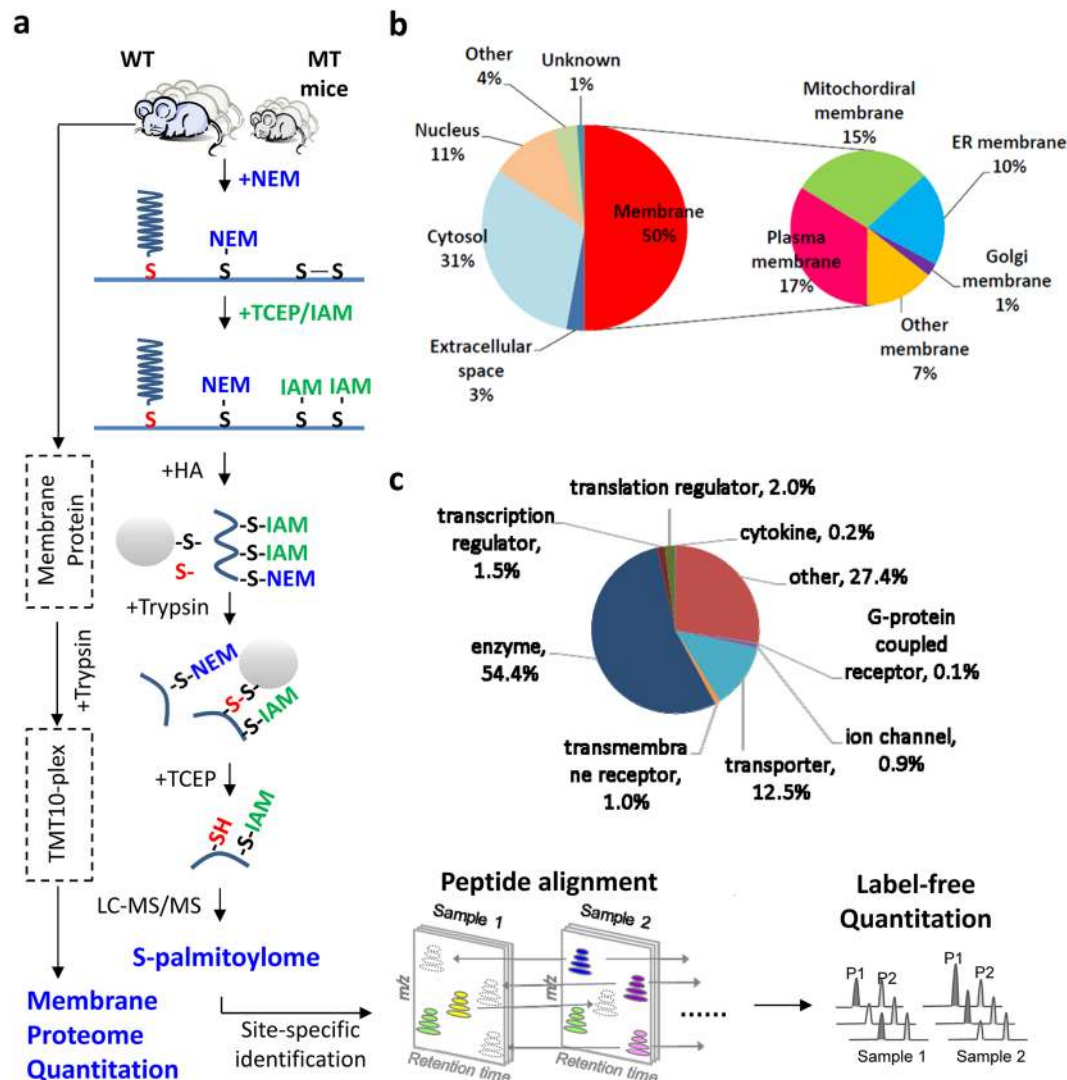 a
WT
MT
mice
+NEM
NEM
S
S
S
S
+TCEP/IAM
NEM
IAM
IAM
S
S
S
S
+HA
-S-
S-
-S-IAM
-S-IAM
-S-NEM
+Trypsin
-S-NEM
-S-S-
-S-IAM
+TCEP
-SH
-S-IAM
LC-MS/MS
S-palmitoylome
Membrane
Protein
+Trypsin
TMT10-plex
Membrane
Proteome
Quantitation
Site-specific
identification
b
Other
4%
Unknown
1%
Nucleus
11%
Cytosol
31%
Extracellular
space
3%
Membrane
50%
Mitochordiral
membrane
15%
ER membrane
10%
Plasma
membrane
17%
Golgi
membrane
1%
Other
membrane
7%
c
translation regulator, 2.0%
transcription
regulator,
1.5%
cytokine, 0.2%
other, 27.4%
G-protein
coupled
receptor, 0.1%
enzyme,
54.4%
ion channel,
0.9%
transmembra
ne receptor,
1.0%
transporter,
12.5%
Peptide alignment
Sample 1
Sample 2
m/z
m/z
Retention time
Retention time
......
Label-free
Quantitation
P1
P2
P1
P2
Sample 1
Sample 2